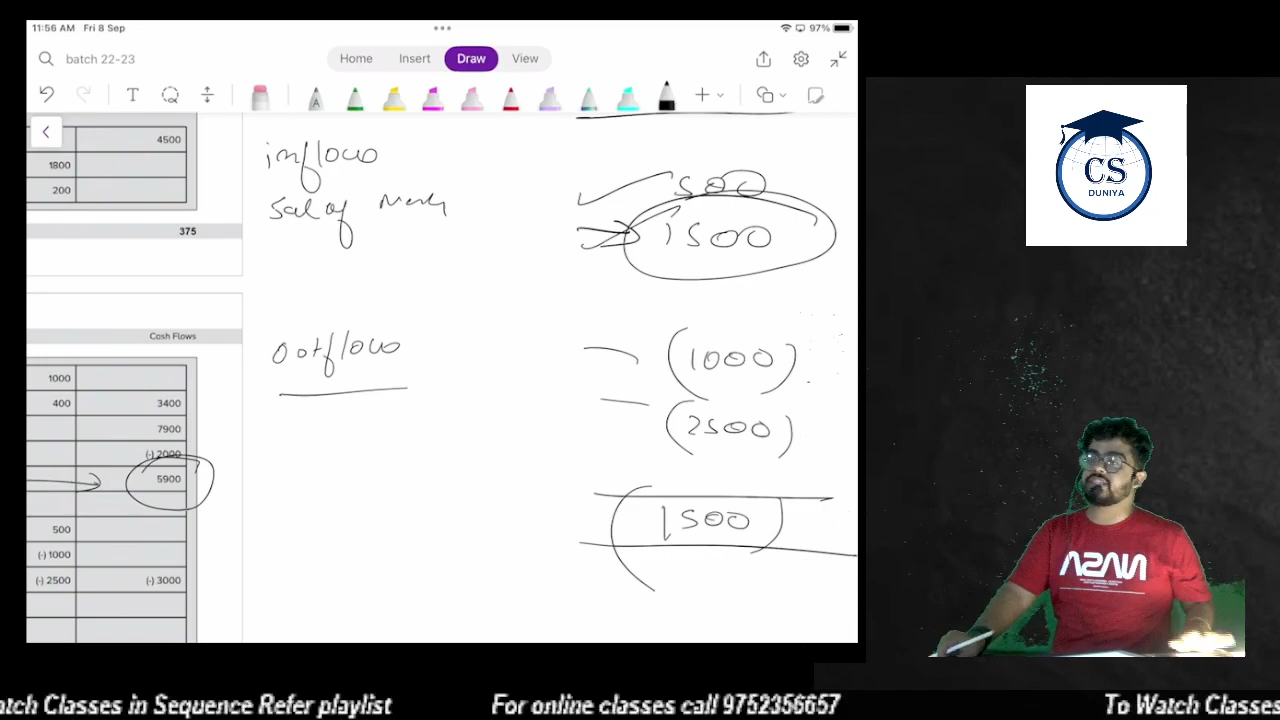 11:56 AM Fri 8 Sep
97%
batch 22-23
Home Insert Draw View
4500
1800
200
375
Cash Flows
1000
400 3400
7900
(-) 2000
5900
500
(-) 1000
(-) 2500 (-) 3000
inflow
500
Sal of
1500
outflow
(1000)
(2500)
(1500)
CS
DUNIYA
NASA
atch Classes in Sequence Refer playlist For online classes call 9752356657 To Watch Classes